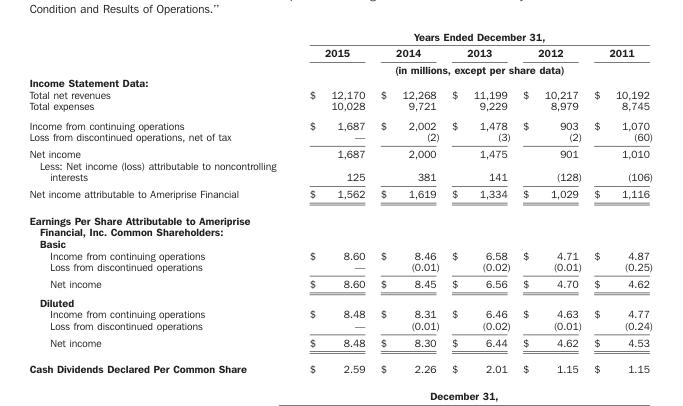 Condition and Results of Operations.”
Years Ended December 31,
2015 2014 2013 2012 2011
(in millions, except per share data)
Income Statement Data:
Total net revenues $ 12,170 $ 12,268 $ 11,199 $ 10,217 $ 10,192
Total expenses 10,028 9,721 9,229 8,979 8,745
Income from continuing operations $ 1,687 $ 2,002 $ 1,478 $ 903 $ 1,070
Loss from discontinued operations, net of tax — (2) (3) (2) (60)
Net income 1,687 2,000 1,475 901 1,010
Less: Net income (loss) attributable to noncontrolling
interests 125 381 141 (128) (106)
Net income attributable to Ameriprise Financial $ 1,562 $ 1,619 $ 1,334 $ 1,029 $ 1,116
Earnings Per Share Attributable to Ameriprise
Financial, Inc. Common Shareholders:
Basic
Income from continuing operations $ 8.60 $ 8.46 $ 6.58 $ 4.71 $ 4.87
Loss from discontinued operations — (0.01) (0.02) (0.01) (0.25)
Net income $ 8.60 $ 8.45 $ 6.56 $ 4.70 $ 4.62
Diluted
Income from continuing operations $ 8.48 $ 8.31 $ 6.46 $ 4.63 $ 4.77
Loss from discontinued operations — (0.01) (0.02) (0.01) (0.24)
Net income $ 8.48 $ 8.30 $ 6.44 $ 4.62 $ 4.53
Cash Dividends Declared Per Common Share $ 2.59 $ 2.26 $ 2.01 $ 1.15 $ 1.15
December 31,